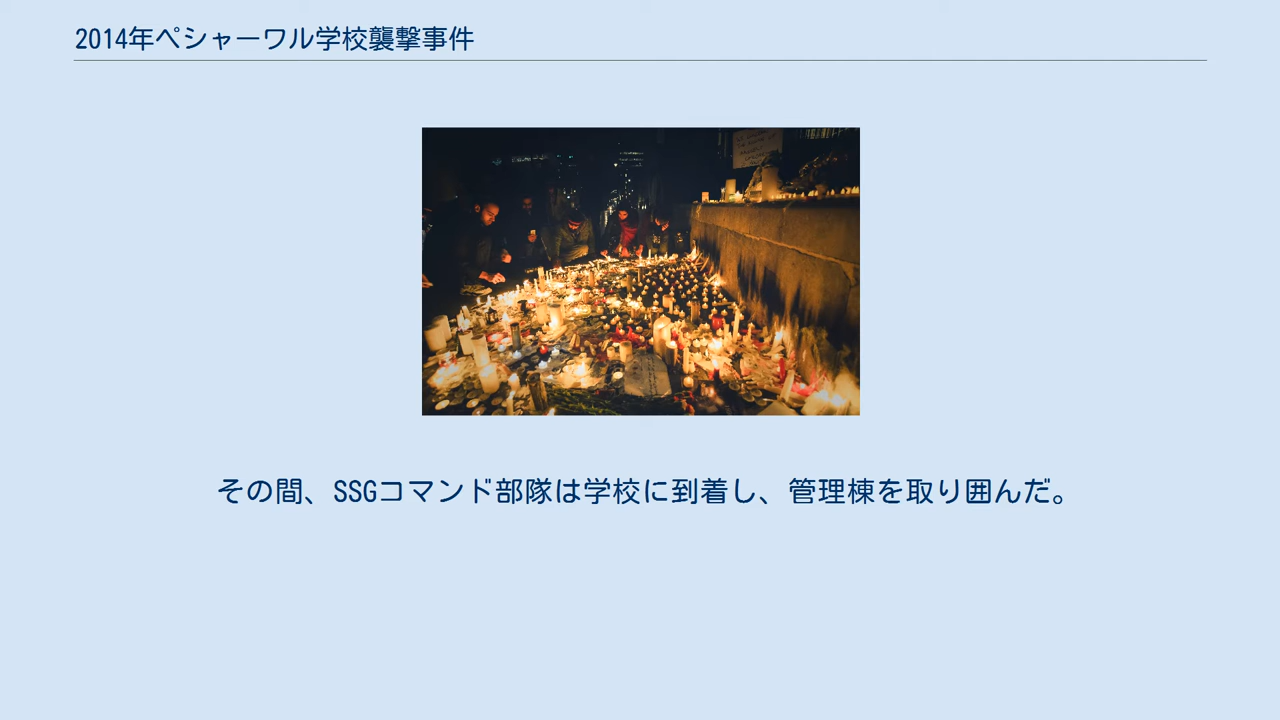 2014年ペシャーワル学校襲撃事件
その間、SSGコマンド部隊は学校に到着し、管理棟を取り囲んだ。